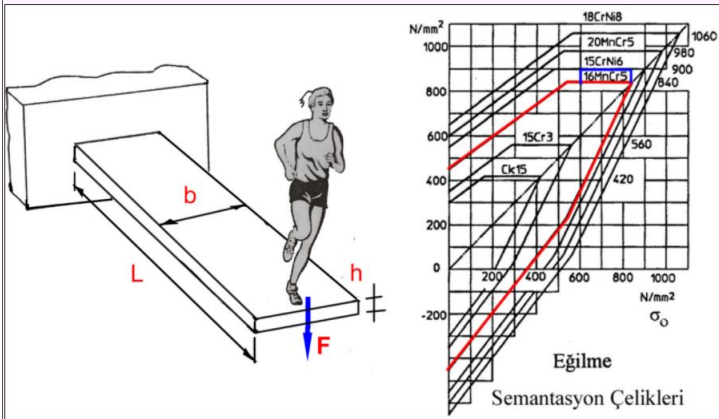 b
L
h
F
N/mm²
1000
800
600
400
200
0
-200
18CrNi8
20MnCr5
15CrNi6
16MnCr5
15Cr3
Ck15
1060
980
900
840
560
420
200 400 600 800 1000
N/mm²
σo
Eğilme
Semantasyon Çelikleri